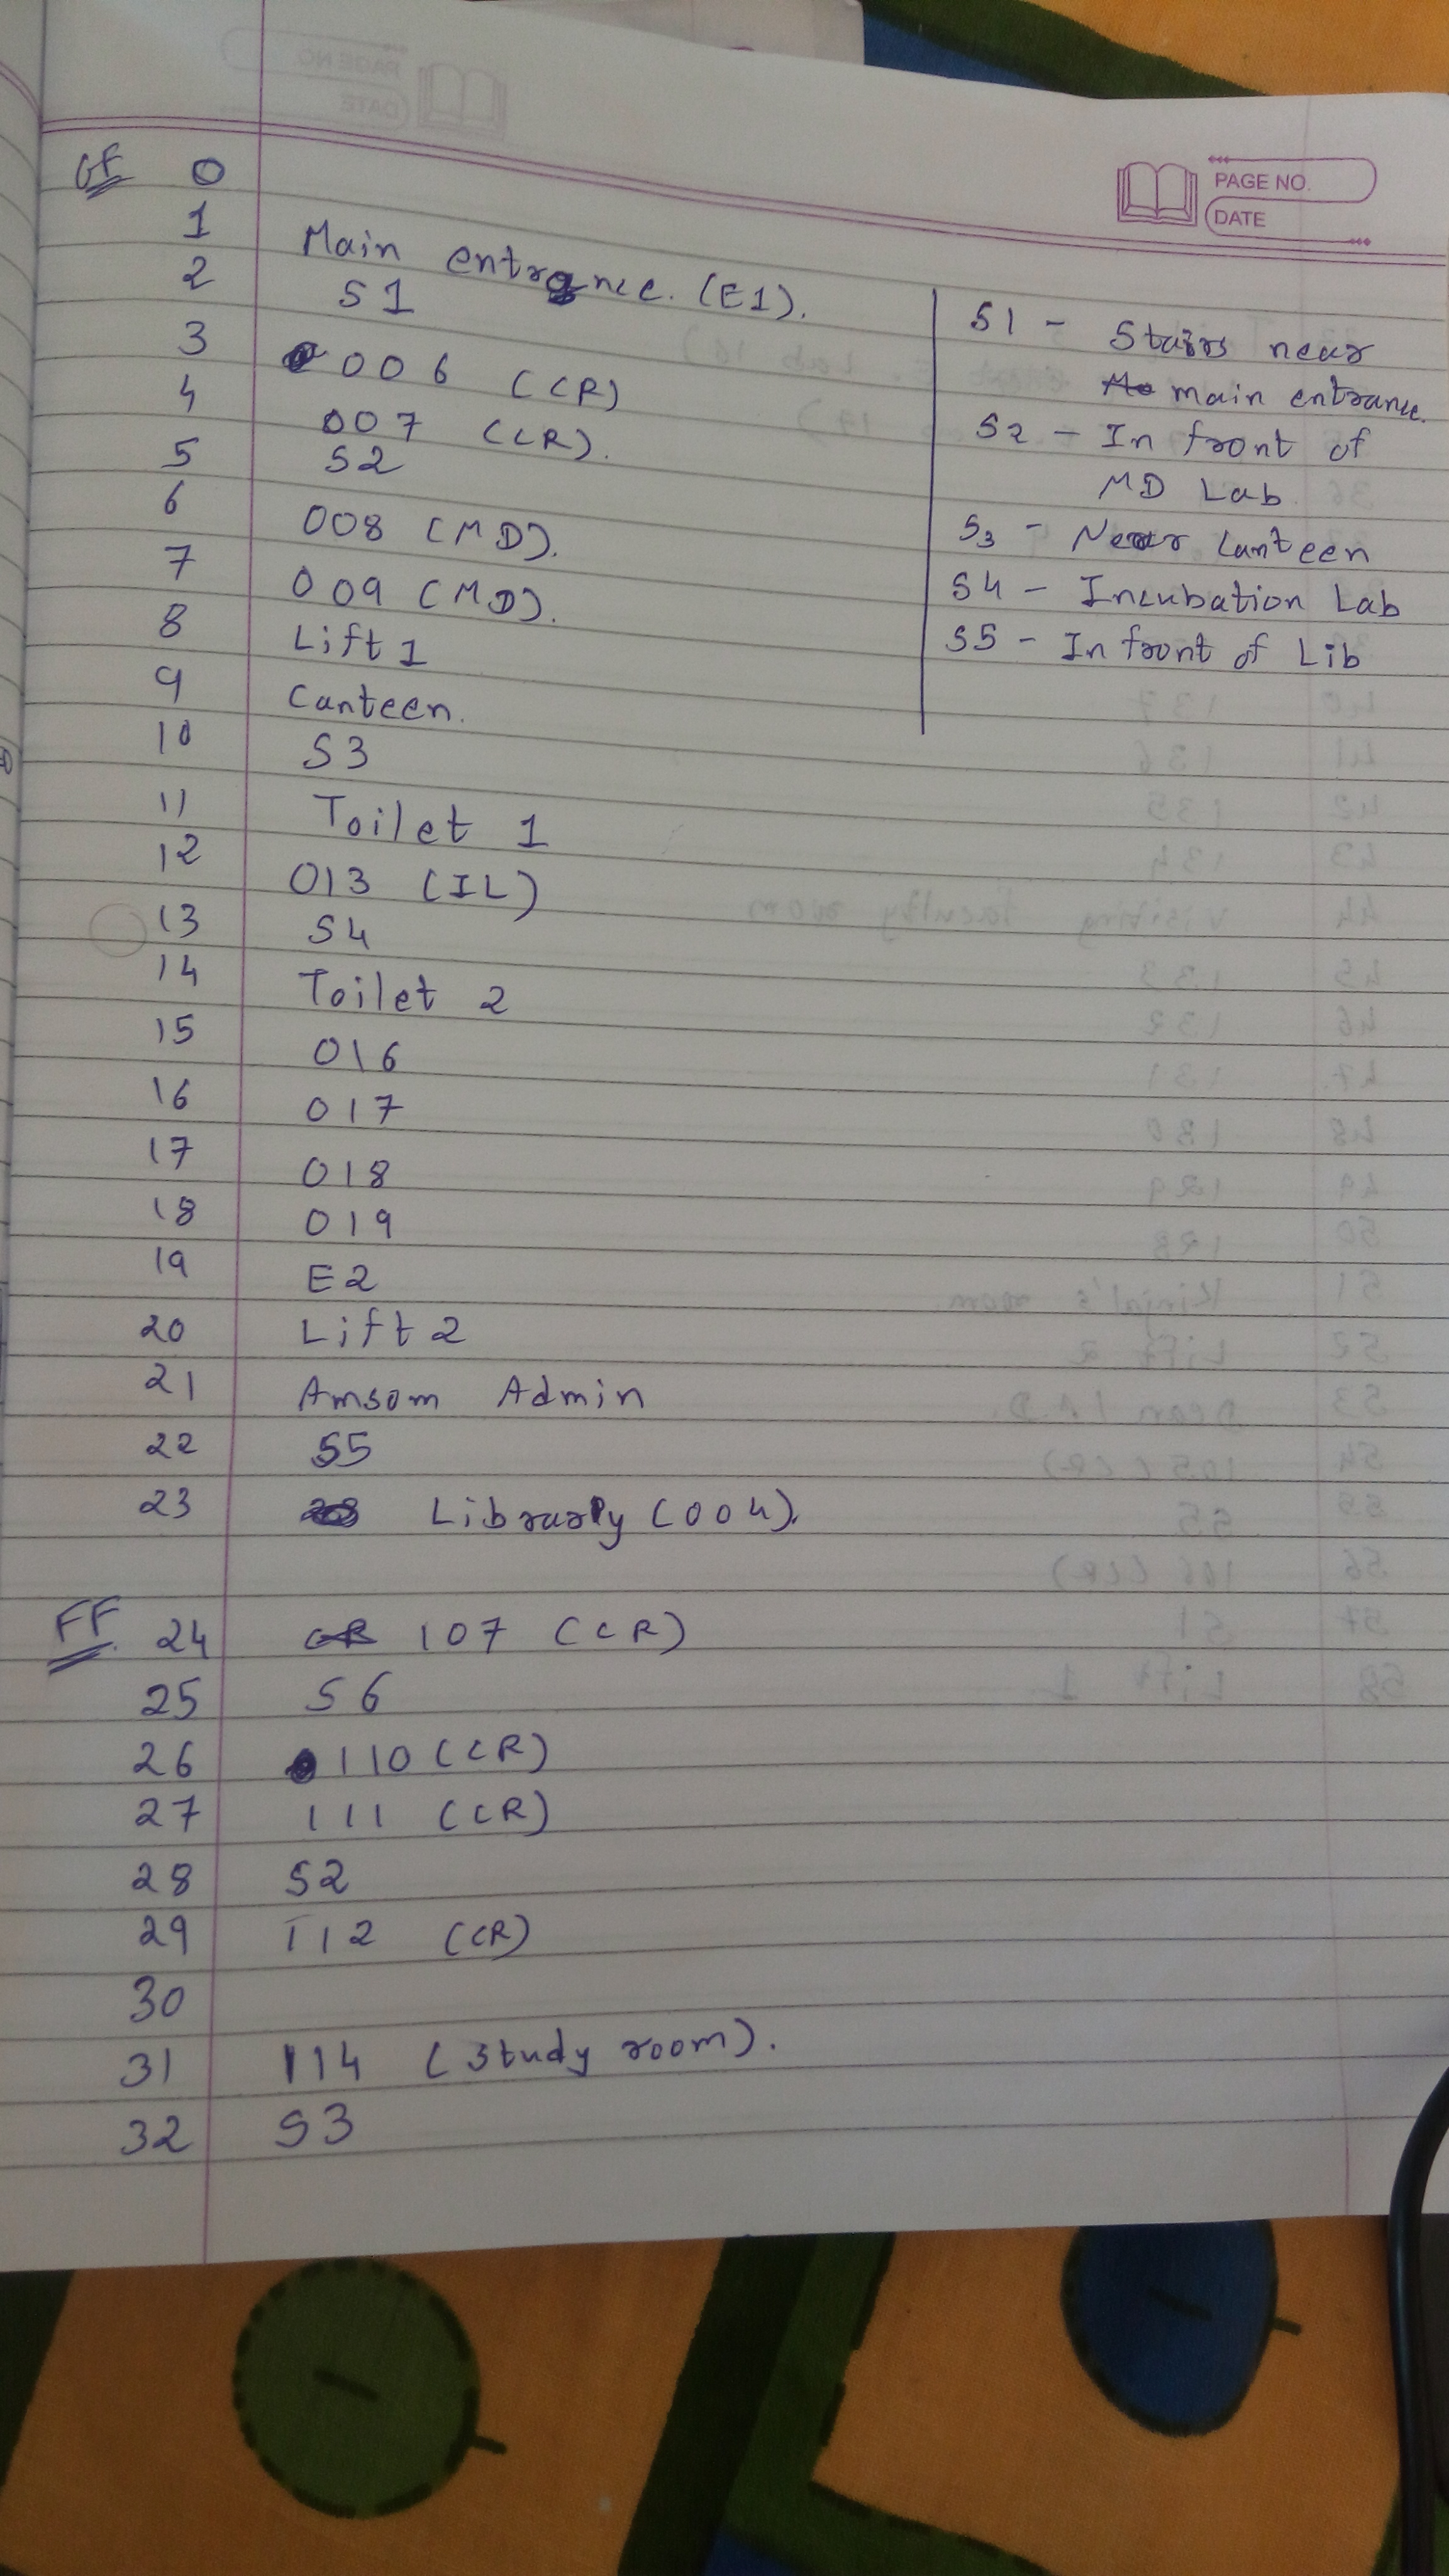 GF 0
1 Main entrance. (E1).
2 S1
3 006 (CR)
4 007 (CR).
5 S2
6 008 (MD).
7 009 (MD).
8 Lift 1
9 Canteen.
10 S3
11 Toilet 1
12 013 (IL)
13 S4
14 Toilet 2
15 016
16 017
17 018
18 019
19 E2
20 Lift 2
21 Amsom Admin
22 S5
23 Library (004).
FF. 24 107 (CR)
25 S6
26 110 (CR)
27 111 (CR)
28 S2
29 112 (CR)
30
31 114 (Study room).
32 S3
PAGE NO.
DATE
S1 - Stairs near
main entrance.
S2 - In front of
MD Lab
S3 - Near Canteen
S4 - Incubation Lab
S5 - In front of Lib